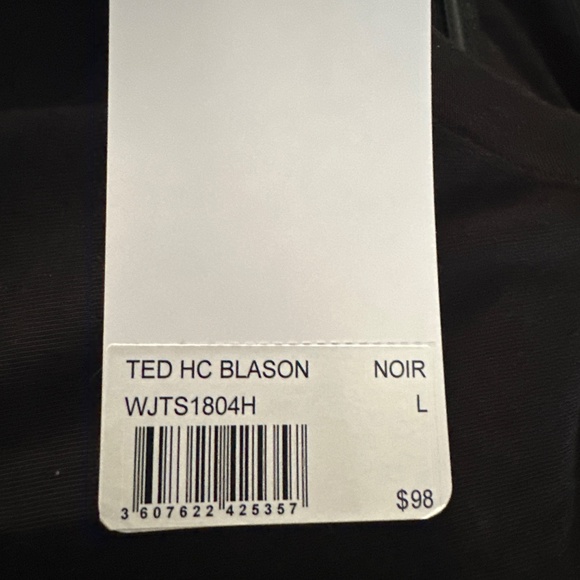 TED HC BLASON NOIR
WJTS1804H L
3 607622 425357
$98